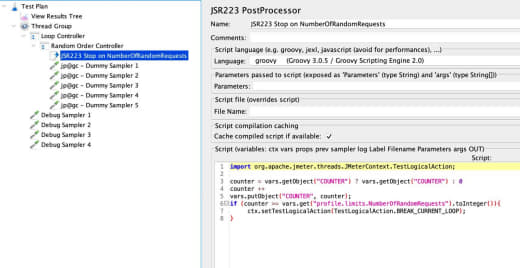 Test Plan
View Results Tree
Thread Group
Loop Controller
Random Order Controller
JSR223 Stop on NumberOfRandomRequests
jp@gc - Dummy Sampler 1
jp@gc - Dummy Sampler 2
jp@gc - Dummy Sampler 3
jp@gc - Dummy Sampler 4
jp@gc - Dummy Sampler 5
Debug Sampler 1
Debug Sampler 2
Debug Sampler 3
Debug Sampler 4
JSR223 PostProcessor
Name: JSR223 Stop on NumberOfRandomRequests
Comments:
Script language (e.g. groovy, jexl, javascript (avoid for performances), ...)
Language: groovy (Groovy 3.0.5 / Groovy Scripting Engine 2.0)
Parameters passed to script (exposed as 'Parameters' (type String) and 'args' (type String[]))
Parameters:
Script file (overrides script)
File Name:
Script compilation caching
Cache compiled script if available: ✓
Script (variables: ctx vars props prev sampler log Label Filename Parameters args OUT)
Script:
1 import org.apache.jmeter.threads.JMeterContext.TestLogicalAction;
2
3 counter = vars.getObject("COUNTER") ? vars.getObject("COUNTER") : 0
4 counter ++
5 vars.putObject("COUNTER", counter);
6 if (counter >= vars.get("profile.limits.NumberOfRandomRequests").toInteger()){
7 ctx.setTestLogicalAction(TestLogicalAction.BREAK_CURRENT_LOOP);
8 }